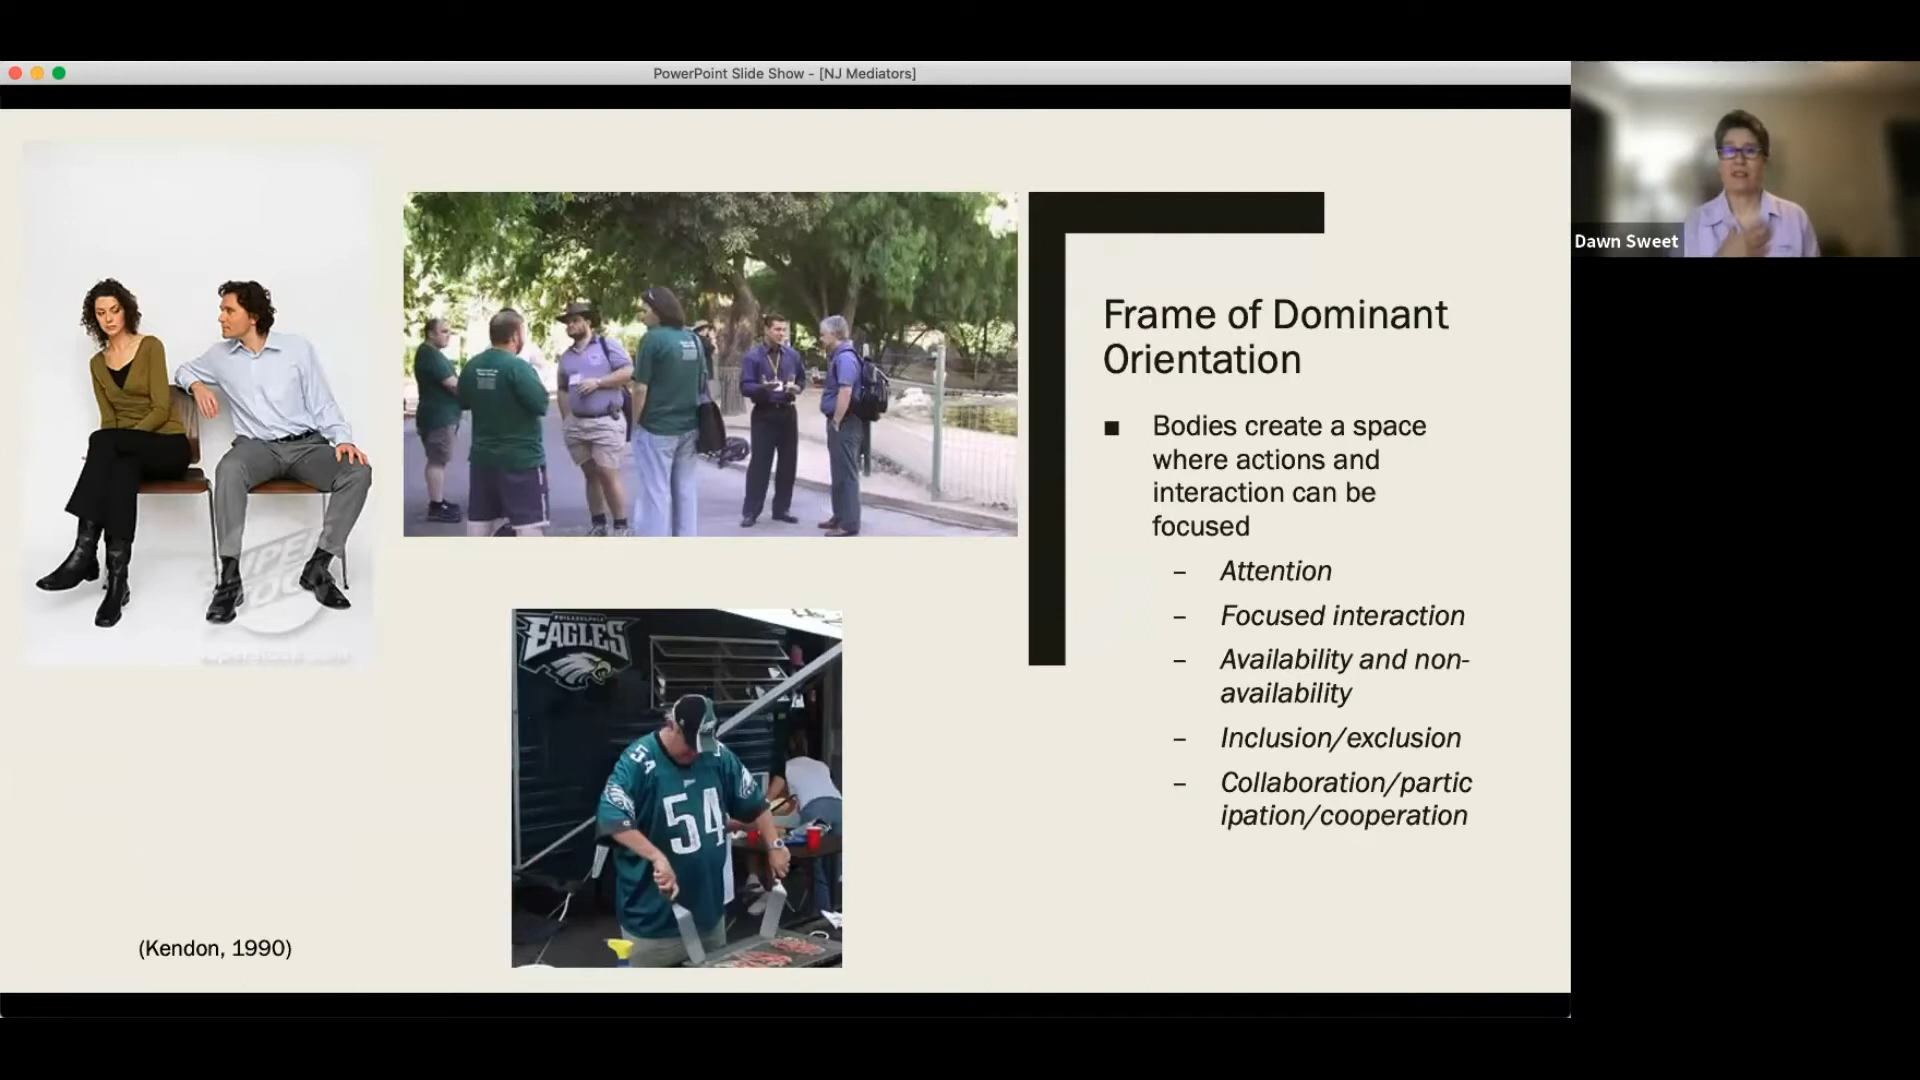 PowerPoint Slide Show - [NJ Mediators]
Dawn Sweet
Frame of Dominant
Orientation
■ Bodies create a space
where actions and
interaction can be
focused
– Attention
– Focused interaction
– Availability and non-
availability
– Inclusion/exclusion
– Collaboration/partic
ipation/cooperation
PHILADELPHIA
EAGLES
54
54
(Kendon, 1990)